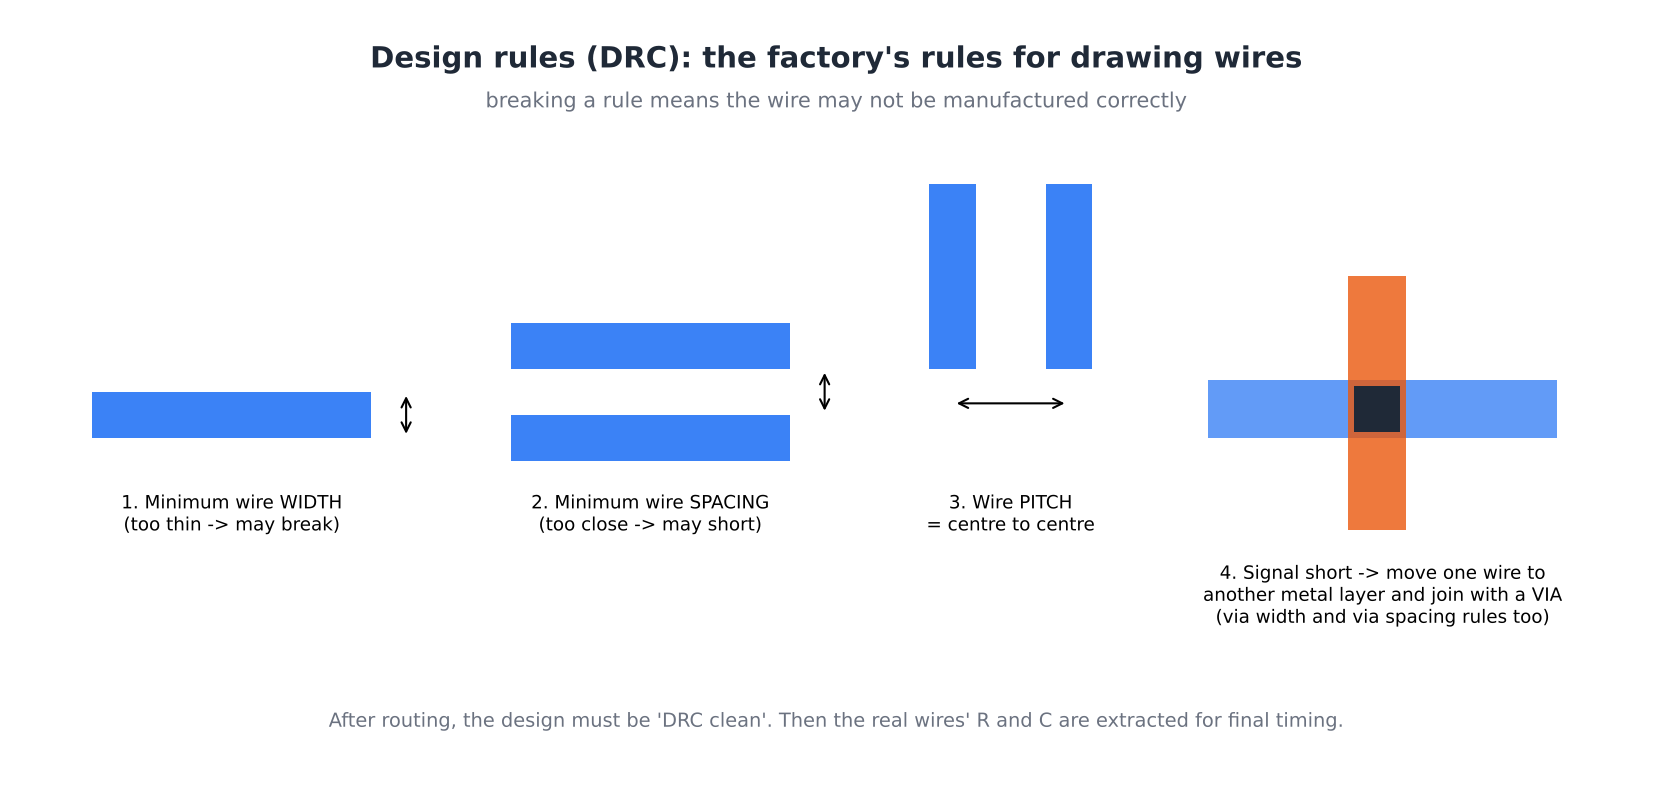 Design rules (DRC): the factory's rules for drawing wires
breaking a rule means the wire may not be manufactured correctly
1. Minimum wire WIDTH
(too thin -> may break)
2. Minimum wire SPACING
(too close -> may short)
3. Wire PITCH
= centre to centre
4. Signal short -> move one wire to
another metal layer and join with a VIA
(via width and via spacing rules too)
After routing, the design must be 'DRC clean'. Then the real wires' R and C are extracted for final timing.